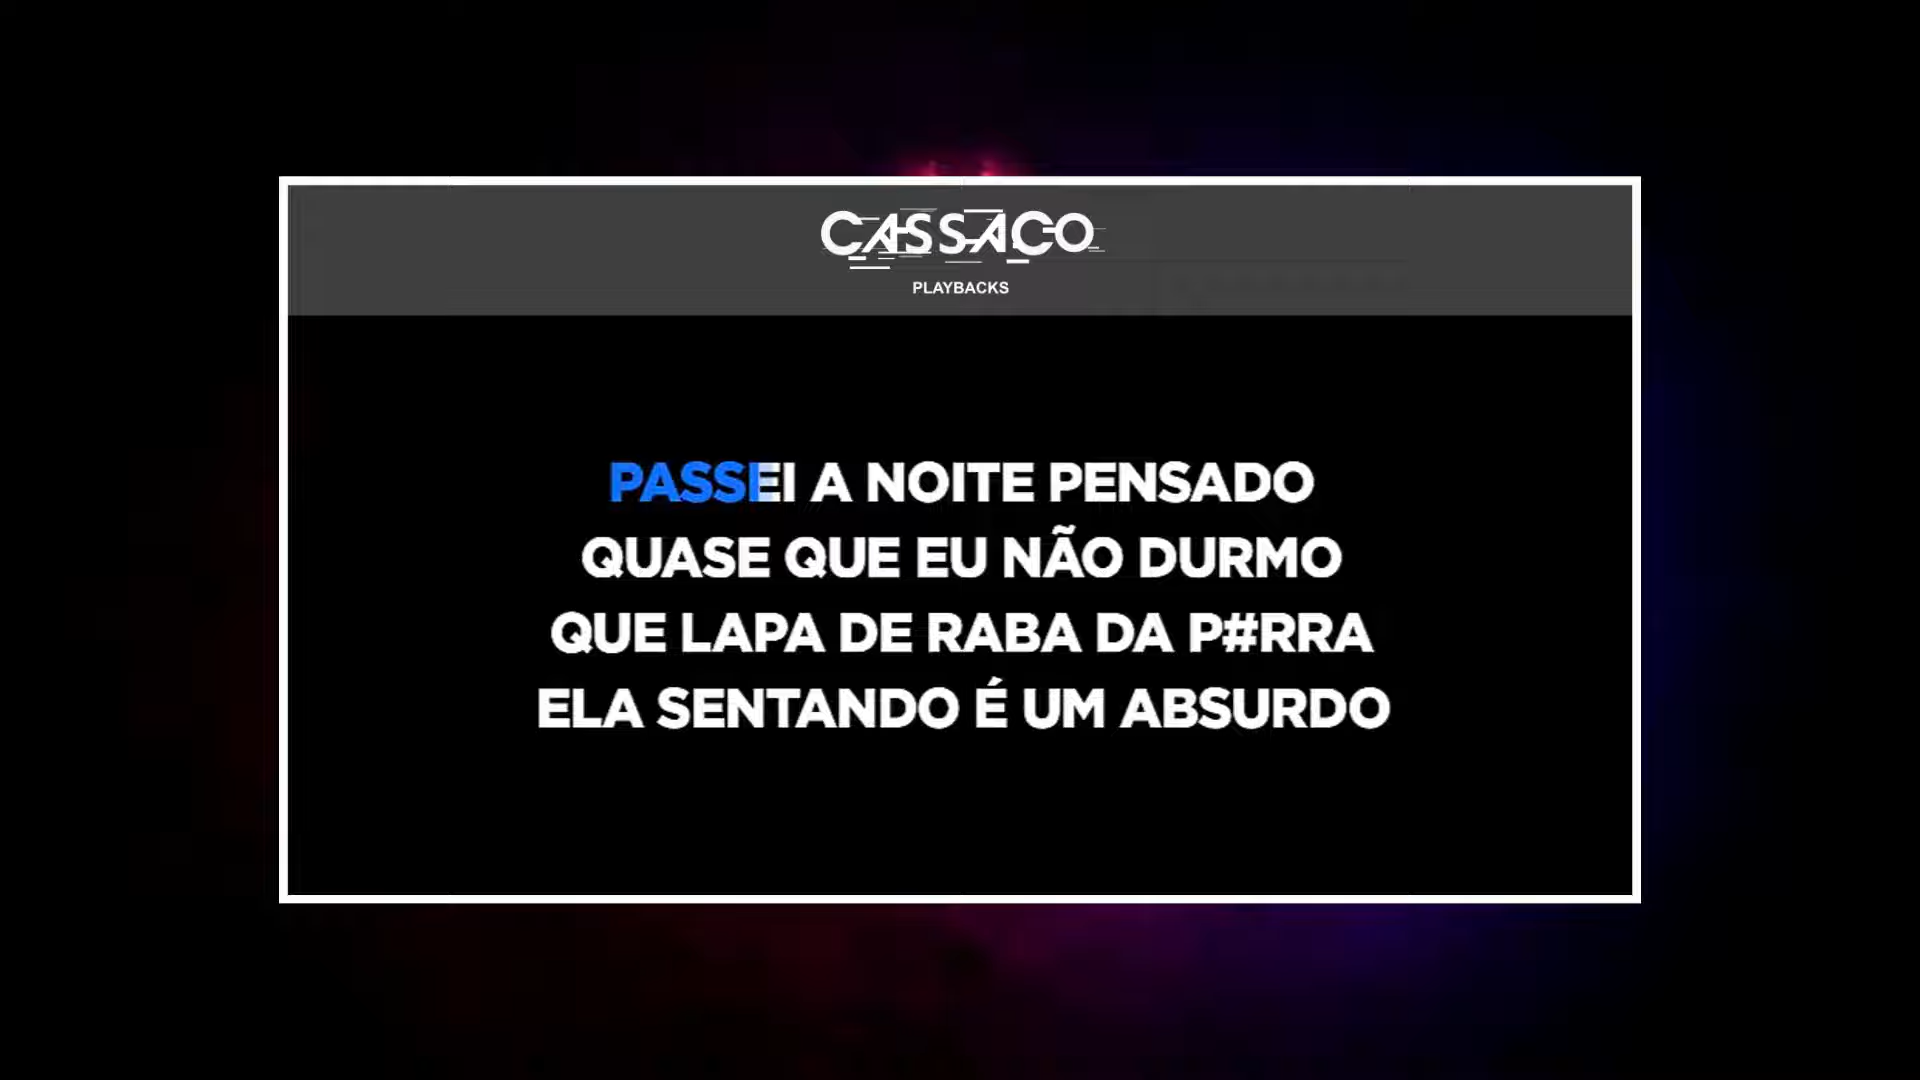 CASSACO
PLAYBACKS
PASSEI A NOITE PENSADO
QUASE QUE EU NÃO DURMO
QUE LAPA DE RABA DA P#RRA
ELA SENTANDO É UM ABSURDO